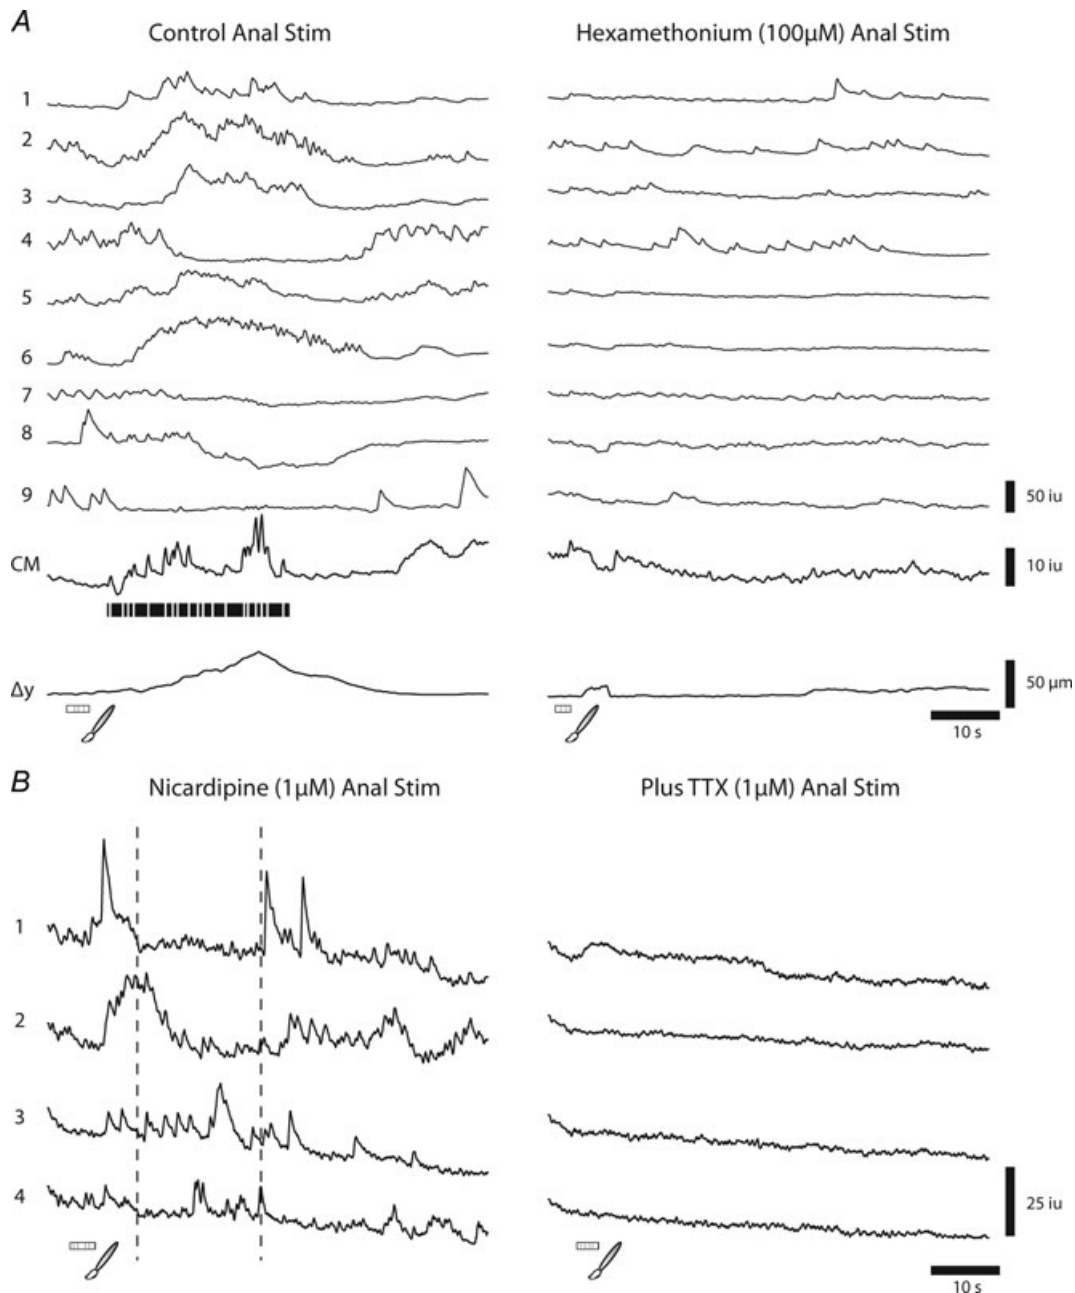 A
Control Anal Stim
Hexamethonium (100µM) Anal Stim
1
2
3
4
5
6
7
8
9
50 iu
CM
10 iu
Δy
50 µm
10 s
B
Nicardipine (1µM) Anal Stim
Plus TTX (1µM) Anal Stim
1
2
3
4
25 iu
10 s